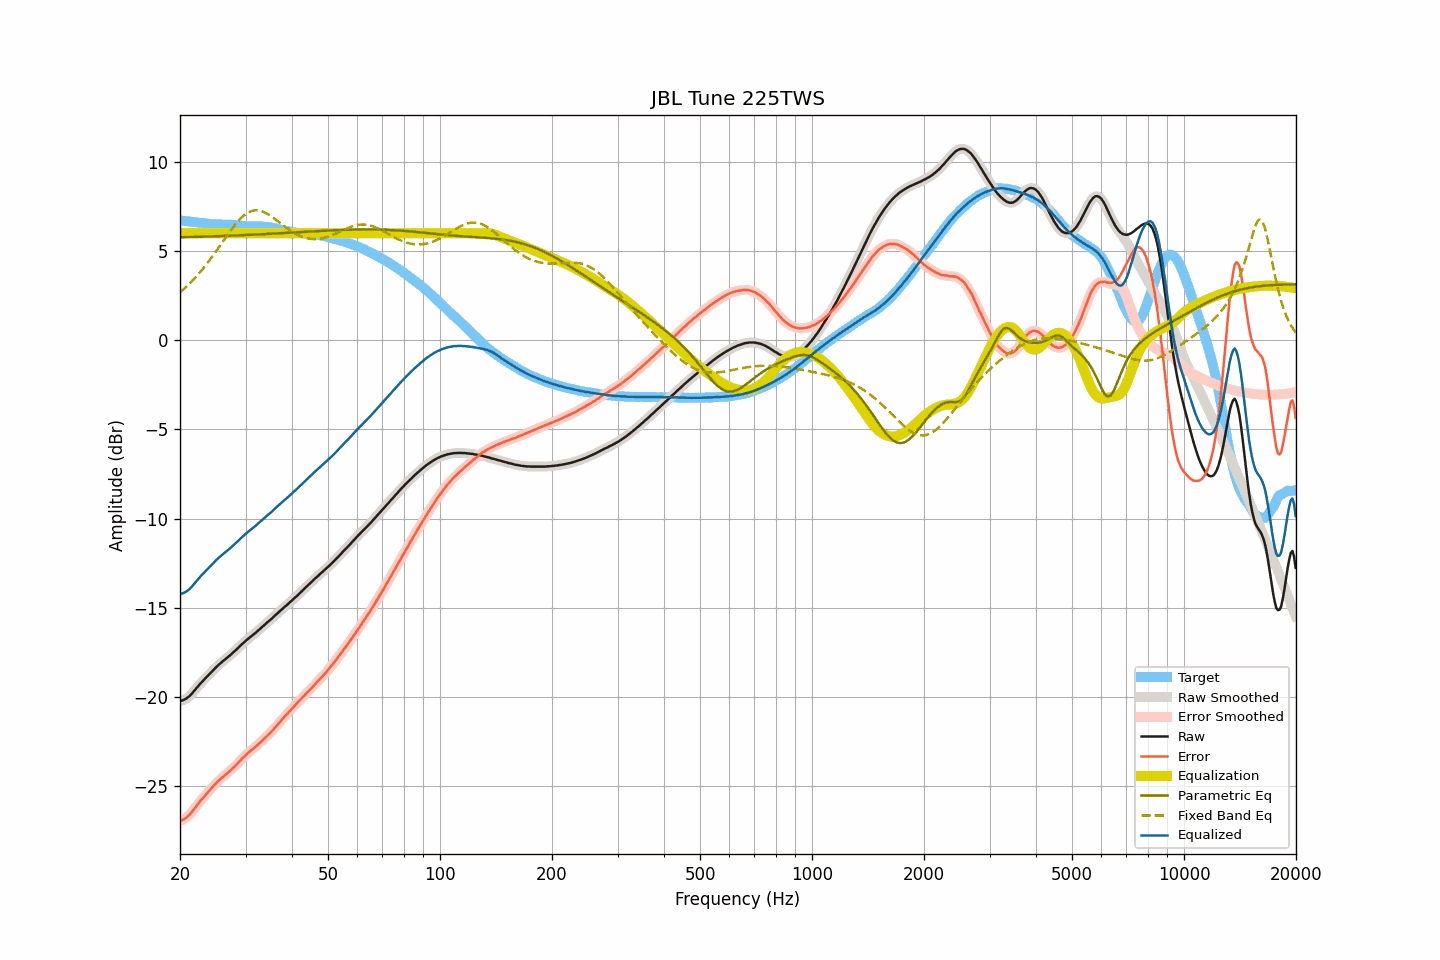 JBL Tune 225TWS
10
5
0
−5
−10
−15
−20
−25
Amplitude (dBr)
20 50 100 200 500 1000 2000 5000 10000 20000
Frequency (Hz)
Target
Raw Smoothed
Error Smoothed
Raw
Error
Equalization
Parametric Eq
Fixed Band Eq
Equalized